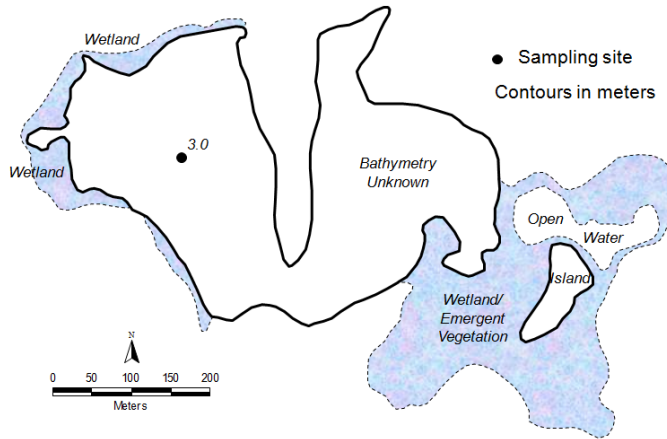 Wetland
Sampling site
Contours in meters
3.0
Wetland
Bathymetry
Unknown
Open
Water
Island
Wetland/
Emergent
Vegetation
N
0 50 100 150 200
Meters